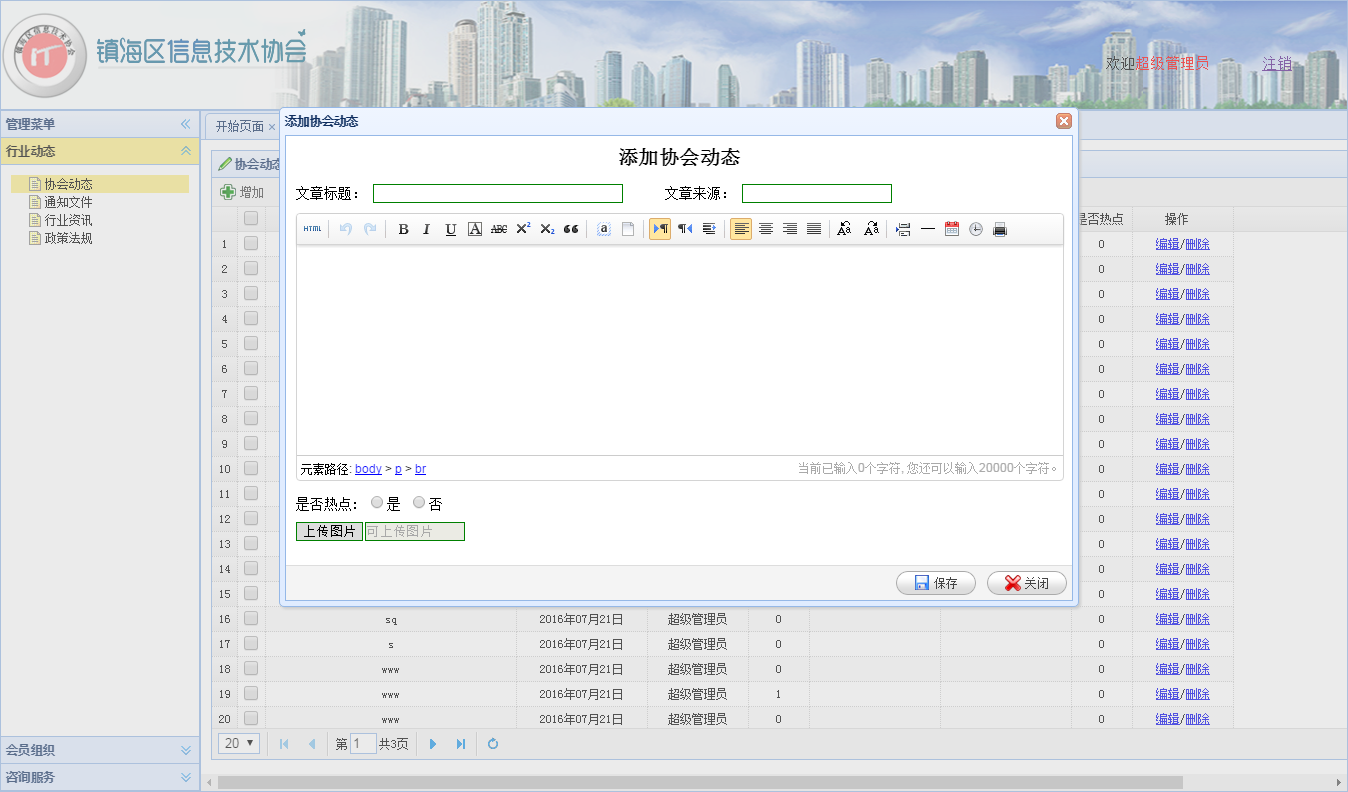 镇海区信息技术协会
欢迎超级管理员 注销
管理菜单
行业动态
协会动态
通知文件
行业资讯
政策法规
会员组织
咨询服务
开始页面
协会动态
增加
是否热点 操作
添加协会动态
添加协会动态
文章标题： 文章来源：
HTML B I U A ABC X² X₂
元素路径: body > p > br 当前已输入0个字符, 您还可以输入20000个字符。
是否热点： 是 否
上传图片 可上传图片
保存 关闭
1 0 编辑/删除
2 0 编辑/删除
3 0 编辑/删除
4 0 编辑/删除
5 0 编辑/删除
6 0 编辑/删除
7 0 编辑/删除
8 0 编辑/删除
9 0 编辑/删除
10 0 编辑/删除
11 0 编辑/删除
12 0 编辑/删除
13 0 编辑/删除
14 0 编辑/删除
15 0 编辑/删除
16 sq 2016年07月21日 超级管理员 0 0 编辑/删除
17 s 2016年07月21日 超级管理员 0 0 编辑/删除
18 www 2016年07月21日 超级管理员 0 0 编辑/删除
19 www 2016年07月21日 超级管理员 1 0 编辑/删除
20 www 2016年07月21日 超级管理员 0 0 编辑/删除
20 第 1 共3页